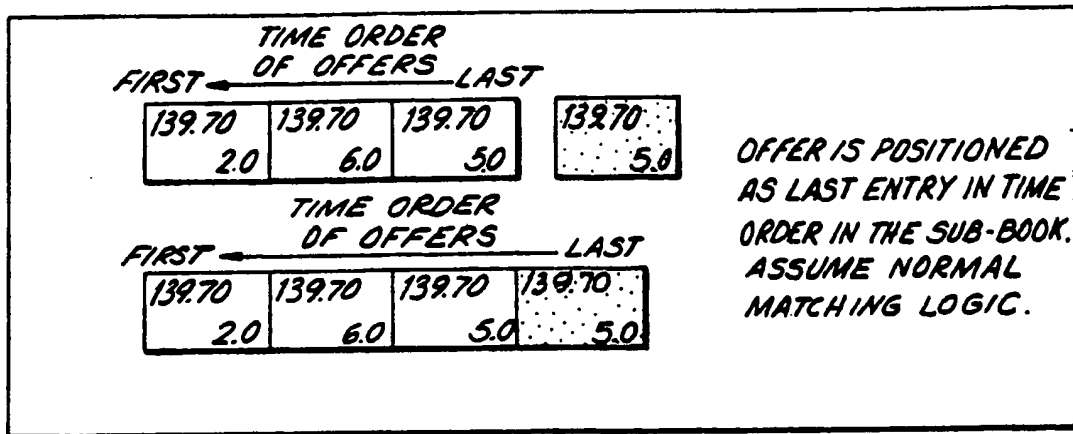 TIME ORDER
OF OFFERS
FIRST LAST
139.70 139.70 139.70 139.70
2.0 6.0 5.0 5.0
OFFER IS POSITIONED
AS LAST ENTRY IN TIME
ORDER IN THE SUB-BOOK.
ASSUME NORMAL
MATCHING LOGIC.
TIME ORDER
OF OFFERS
FIRST LAST
139.70 139.70 139.70 139.70
2.0 6.0 5.0 5.0